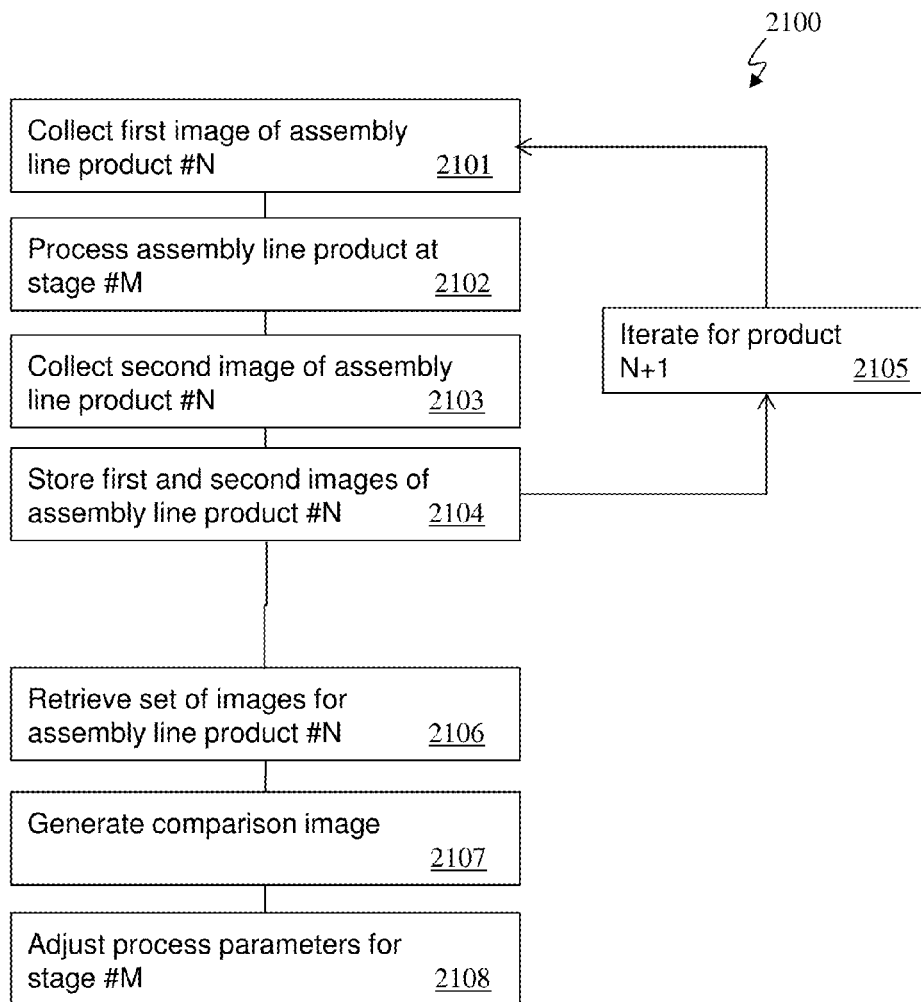 2100
Collect first image of assembly
line product #N 2101
Process assembly line product at
stage #M 2102
Collect second image of assembly
line product #N 2103
Iterate for product
N+1 2105
Store first and second images of
assembly line product #N 2104
Retrieve set of images for
assembly line product #N 2106
Generate comparison image
2107
Adjust process parameters for
stage #M 2108